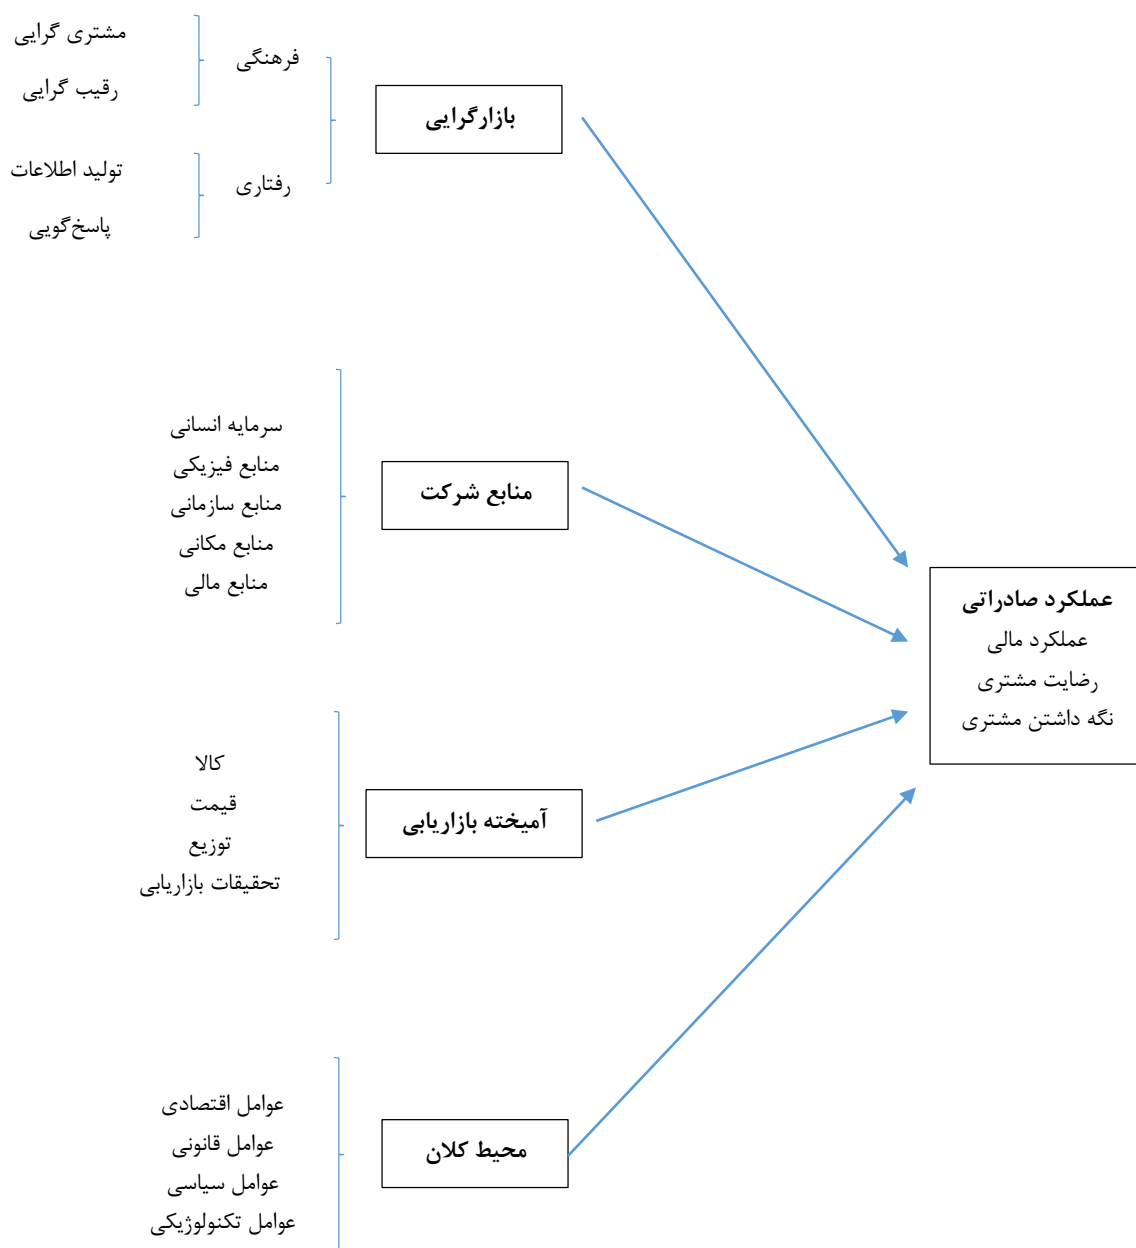 مشتری گرایی
رقیب گرایی
فرهنگی
تولید اطلاعات
پاسخ‌گویی
رفتاری
بازارگرایی
سرمایه انسانی
منابع فیزیکی
منابع سازمانی
منابع مکانی
منابع مالی
منابع شرکت
کالا
قیمت
توزیع
تحقیقات بازاریابی
آمیخته بازاریابی
عوامل اقتصادی
عوامل قانونی
عوامل سیاسی
عوامل تکنولوژیکی
محیط کلان
عملکرد صادراتی
عملکرد مالی
رضایت مشتری
نگه داشتن مشتری